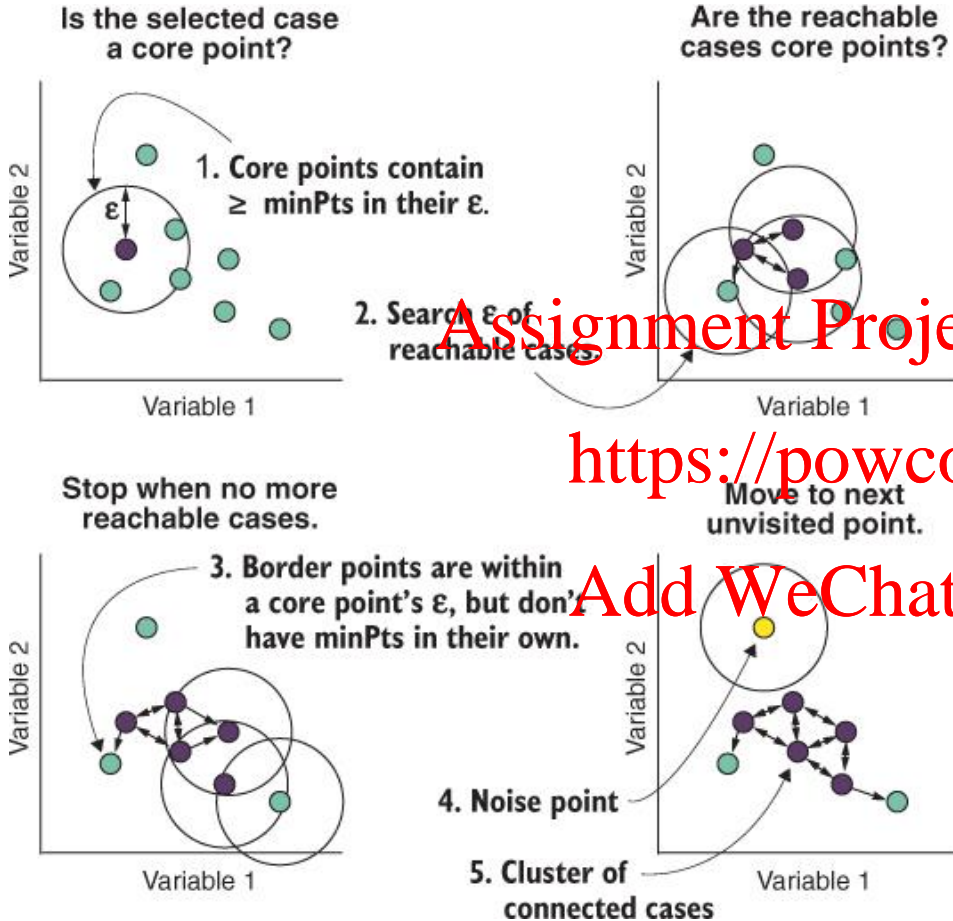 Is the selected case
a core point?
Variable 2
ε
1. Core points contain
≥ minPts in their ε.
Variable 1
Are the reachable
cases core points?
Variable 2
2. Search ε of
reachable cases.
Variable 1
Assignment Proje
https://powco
Add WeChat
Stop when no more
reachable cases.
Variable 2
3. Border points are within
a core point's ε, but don't
have minPts in their own.
Variable 1
Move to next
unvisited point.
Variable 2
4. Noise point
5. Cluster of
connected cases
Variable 1